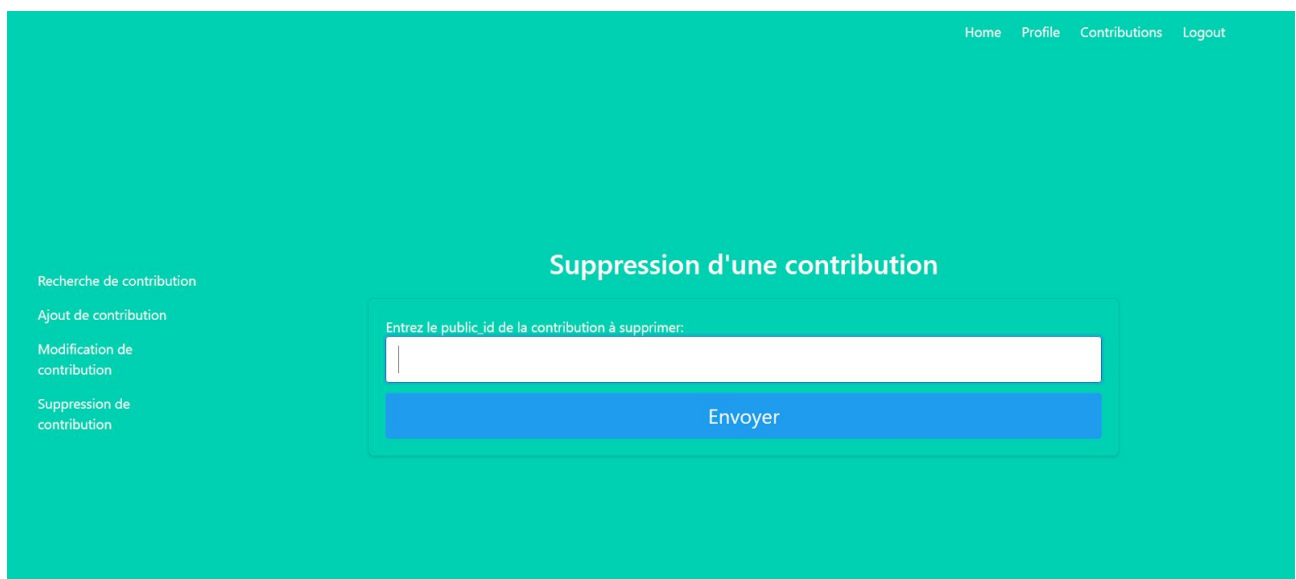 Home Profile Contributions Logout
Suppression d'une contribution
Recherche de contribution
Ajout de contribution
Modification de
contribution
Suppression de
contribution
Entrez le public_id de la contribution à supprimer:
Envoyer